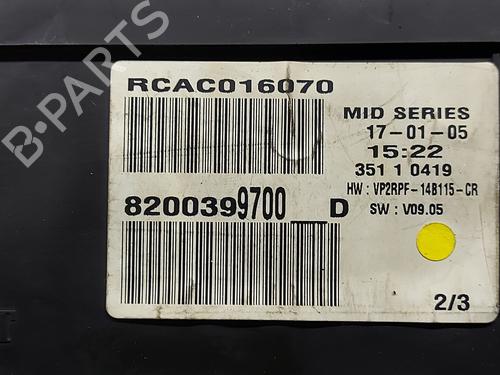 RCAC016070
MID SERIES
17-01-05
15:22
351 1 0419
HW : VP2RPF-14B115-CR
8200399700__D
SW : V09.05
2/3
B-PARTS